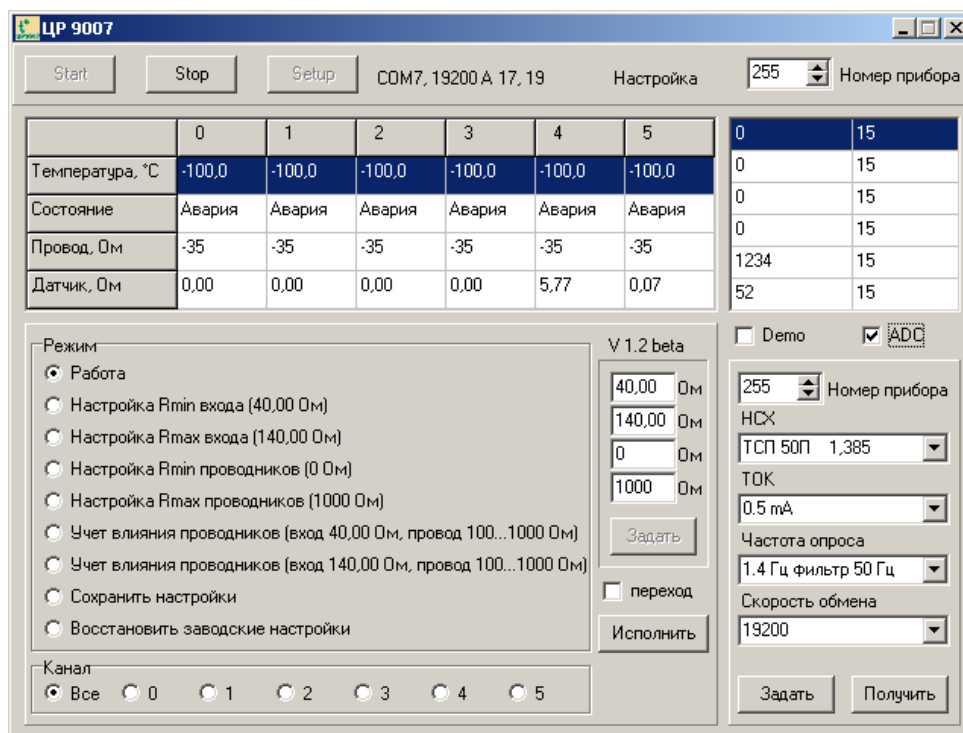 ЦР 9007
Start Stop Setup COM7, 19200 A 17, 19 Настройка 255 Номер прибора
0 1 2 3 4 5
Температура, °C -100,0 -100,0 -100,0 -100,0 -100,0 -100,0
Состояние Авария Авария Авария Авария Авария Авария
Провод, Ом -35 -35 -35 -35 -35 -35
Датчик, Ом 0,00 0,00 0,00 0,00 5,77 0,07
0 15
0 15
0 15
0 15
1234 15
52 15
Demo ADC
Режим
Работа
Настройка Rmin входа (40,00 Ом)
Настройка Rmax входа (140,00 Ом)
Настройка Rmin проводников (0 Ом)
Настройка Rmax проводников (1000 Ом)
Учет влияния проводников (вход 40,00 Ом, провод 100...1000 Ом)
Учет влияния проводников (вход 140,00 Ом, провод 100...1000 Ом)
Сохранить настройки
Восстановить заводские настройки
V 1.2 beta
40,00 Ом
140,00 Ом
0 Ом
1000 Ом
Задать
переход
Исполнить
Канал
Все 0 1 2 3 4 5
255 Номер прибора
НСХ
ТСП 50П 1,385
ТОК
0.5 mA
Частота опроса
1.4 Гц фильтр 50 Гц
Скорость обмена
19200
Задать Получить